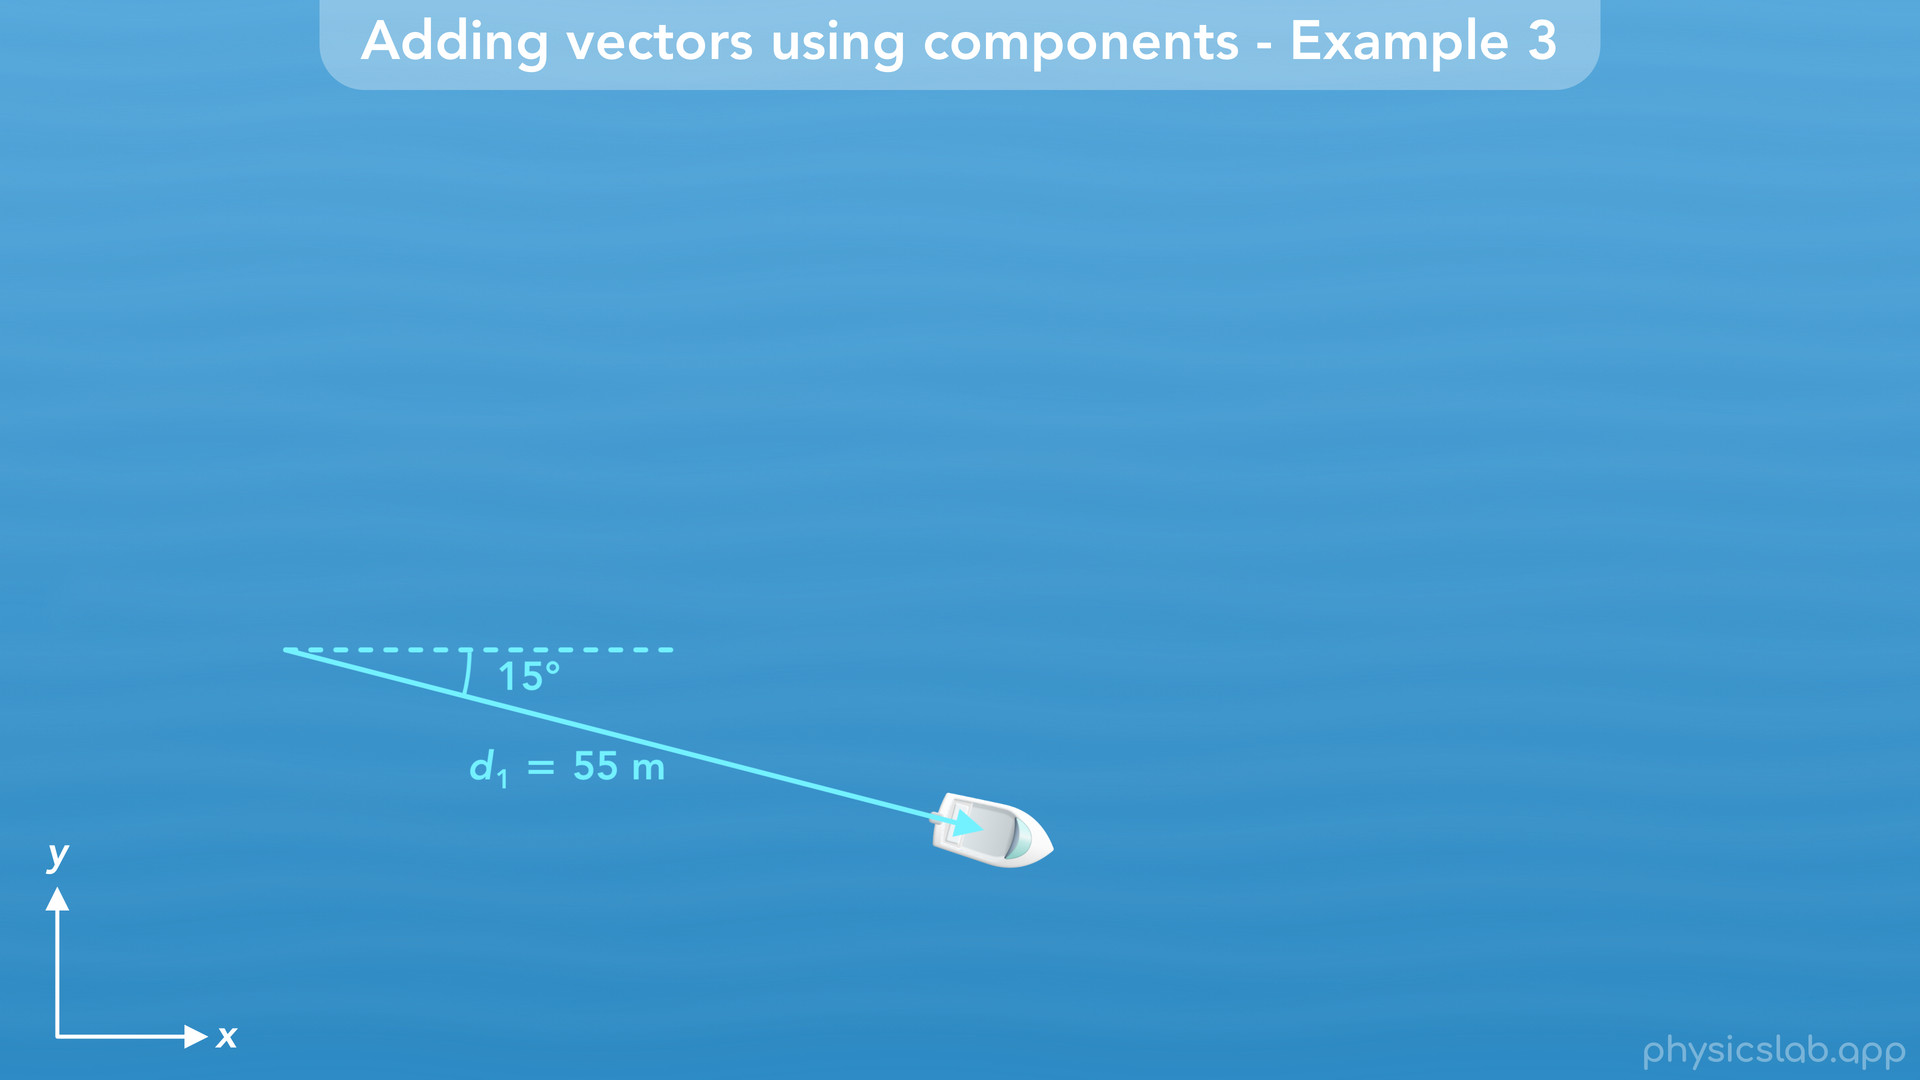 Adding vectors using components - Example 3
15°
d₁ = 55 m
y
x
physicslab.app